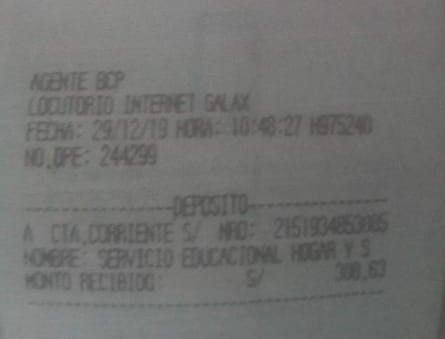 AGENTE BCP
LOCUTORIO INTERNET GALAX
FECHA: 29/12/19 HORA: 10:48:27 H975240
NO.OPE: 244299
DEPOSITO
A CTA.CORRIENTE S/ NRO:
NOMBRE: SERVICIO EDUCACIONAL HOGAR Y S
MONTO RECIBIDO: S/ 308,63